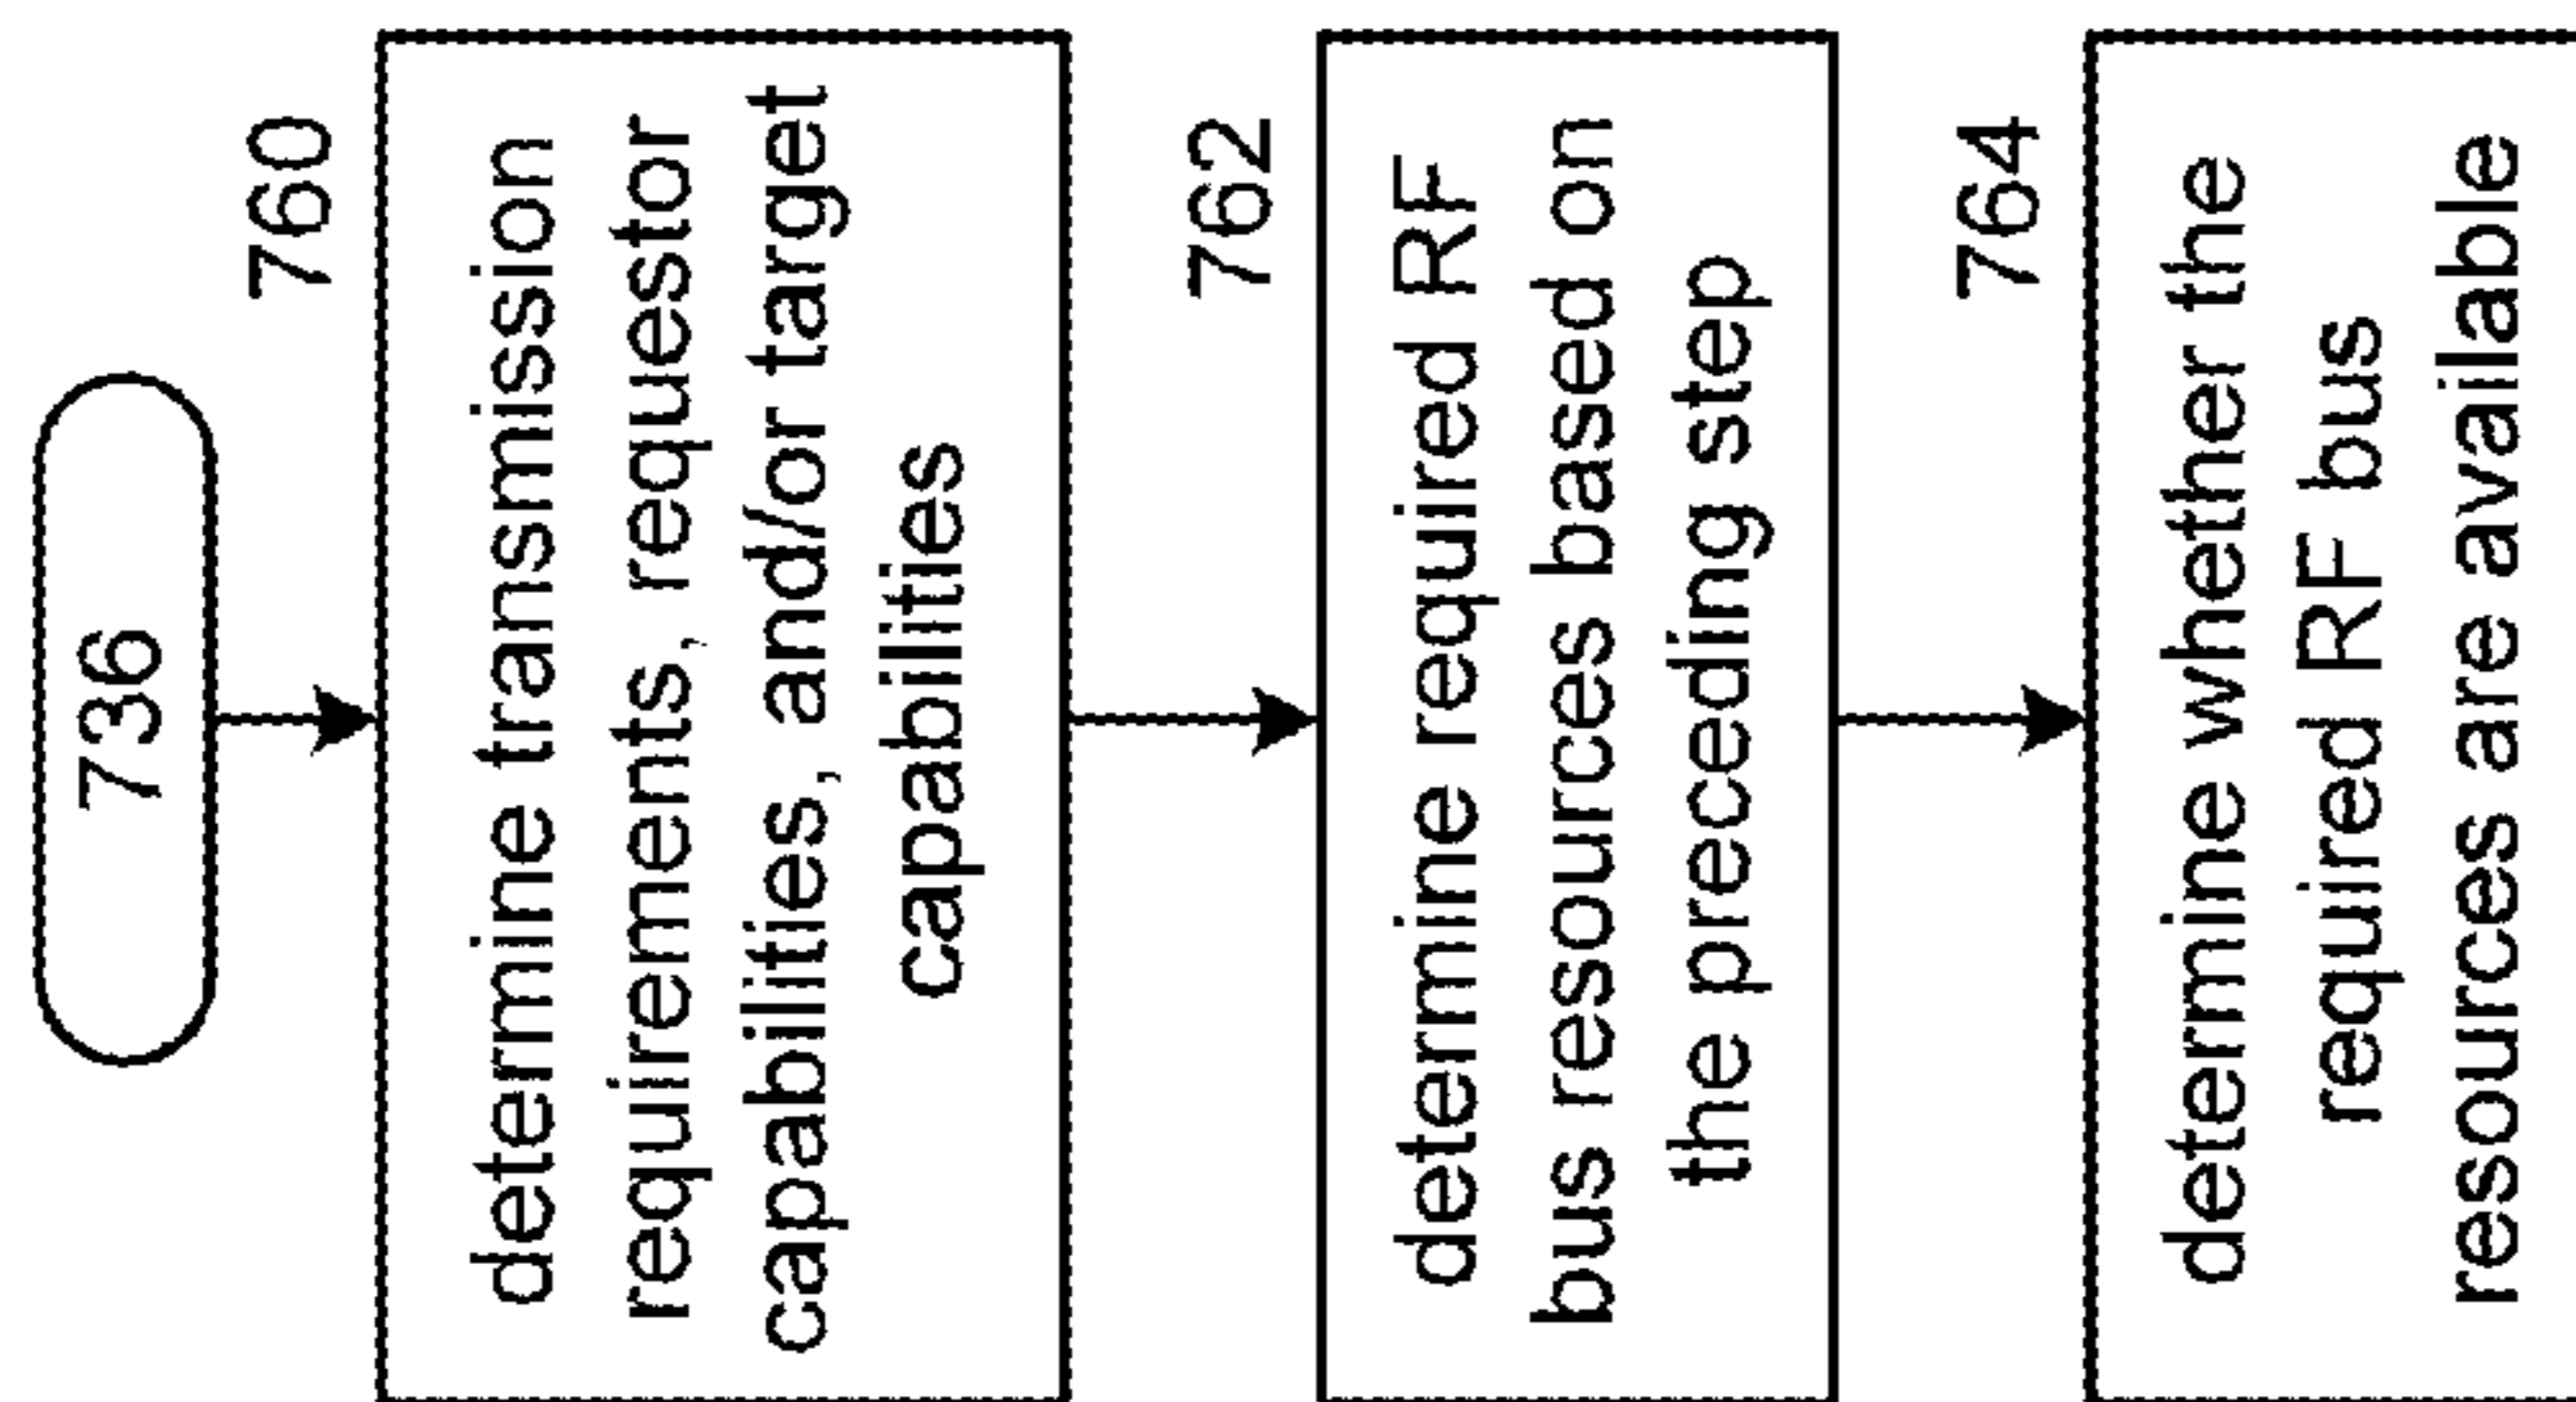 736
760
determine transmission
requirements, requestor
capabilities, and/or target
capabilities
762
determine required RF
bus resources based on
the preceding step
764
determine whether the
required RF bus
resources are available